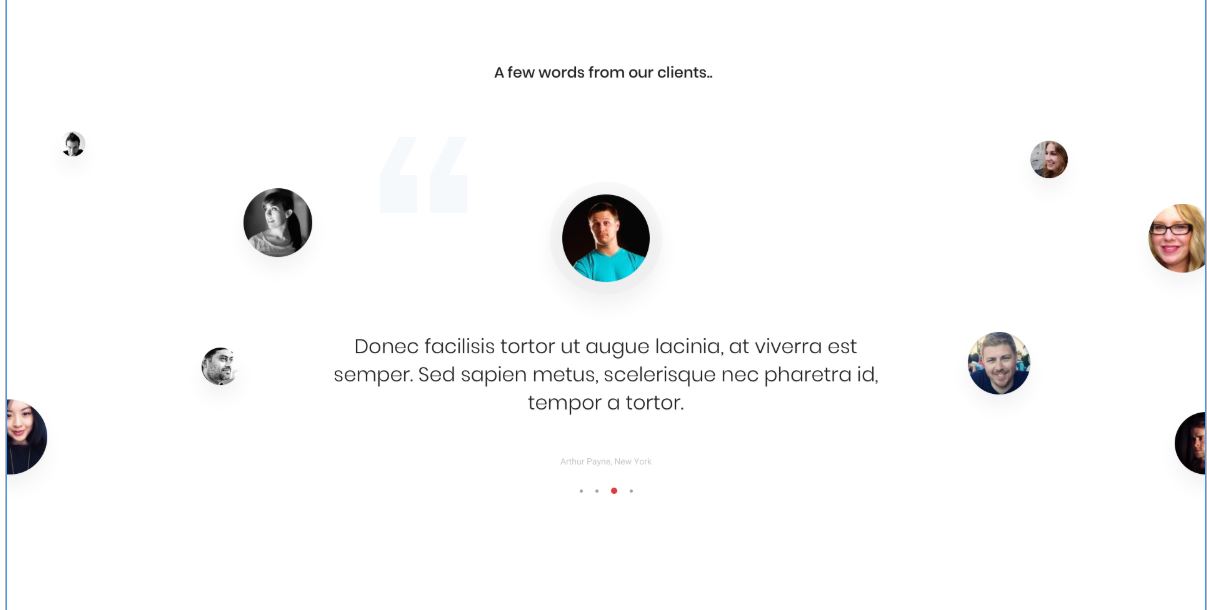 A few words from our clients..
“
Donec facilisis tortor ut augue lacinia, at viverra est
semper. Sed sapien metus, scelerisque nec pharetra id,
tempor a tortor.
Arthur Payne, New York